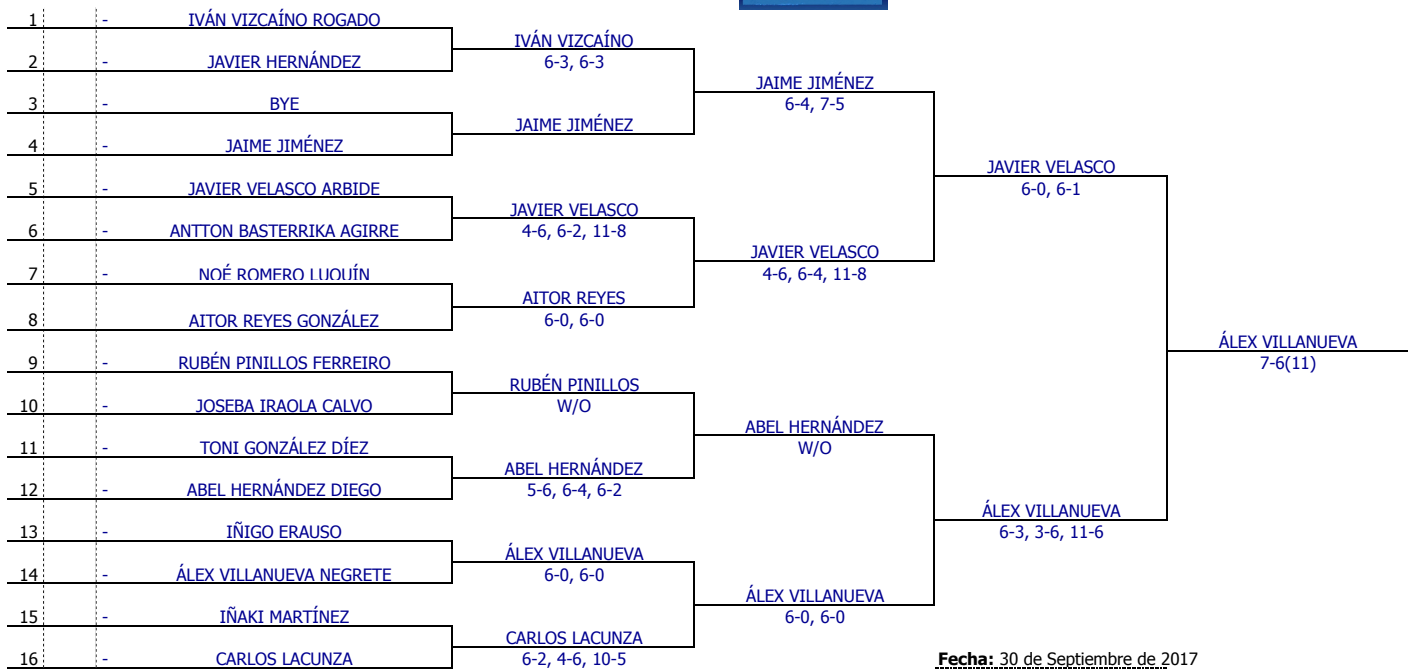 1 - IVÁN VIZCAÍNO ROGADO
IVÁN VIZCAÍNO
6-3, 6-3
2 - JAVIER HERNÁNDEZ
JAIME JIMÉNEZ
6-4, 7-5
3 - BYE
JAIME JIMÉNEZ
4 - JAIME JIMÉNEZ
JAVIER VELASCO
6-0, 6-1
5 - JAVIER VELASCO ARBIDE
JAVIER VELASCO
4-6, 6-2, 11-8
6 - ANTTON BASTERRIKA AGIRRE
JAVIER VELASCO
4-6, 6-4, 11-8
7 - NOÉ ROMERO LUQUÍN
AITOR REYES
6-0, 6-0
8 - AITOR REYES GONZÁLEZ
ÁLEX VILLANUEVA
7-6(11)
9 - RUBÉN PINILLOS FERREIRO
RUBÉN PINILLOS
W/O
10 - JOSEBA IRAOLA CALVO
ABEL HERNÁNDEZ
W/O
11 - TONI GONZÁLEZ DÍEZ
ABEL HERNÁNDEZ
5-6, 6-4, 6-2
12 - ABEL HERNÁNDEZ DIEGO
ÁLEX VILLANUEVA
6-3, 3-6, 11-6
13 - IÑIGO ERAUSO
ÁLEX VILLANUEVA
6-0, 6-0
14 - ÁLEX VILLANUEVA NEGRETE
ÁLEX VILLANUEVA
6-0, 6-0
15 - IÑAKI MARTÍNEZ
CARLOS LACUNZA
6-2, 4-6, 10-5
16 - CARLOS LACUNZA
Fecha: 30 de Septiembre de 2017